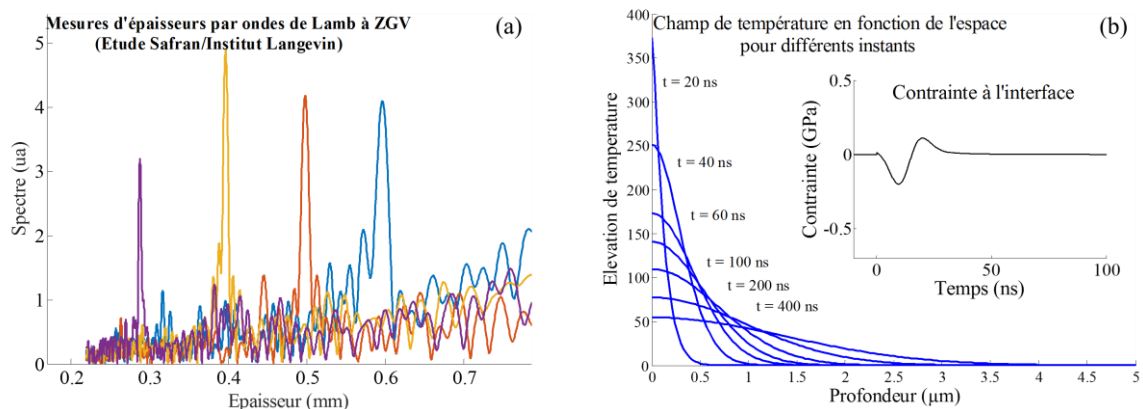 Mesures d'épaisseurs par ondes de Lamb à ZGV
(Etude Safran/Institut Langevin)
(a)
5
4
3
2
1
0
Spectre (ua)
0.2
0.3
0.4
0.5
0.6
0.7
Epaisseur (mm)
Champ de température en fonction de l'espace
pour différents instants
(b)
400
350
300
250
200
150
100
50
0
Elevation de temperature
t = 20 ns
t = 40 ns
t = 60 ns
t = 100 ns
t = 200 ns
t = 400 ns
0
0.5
1
1.5
2
2.5
3
3.5
4
4.5
5
Profondeur (µm)
Contrainte à l'interface
0.5
0
-0.5
Contrainte (GPa)
0
50
100
Temps (ns)